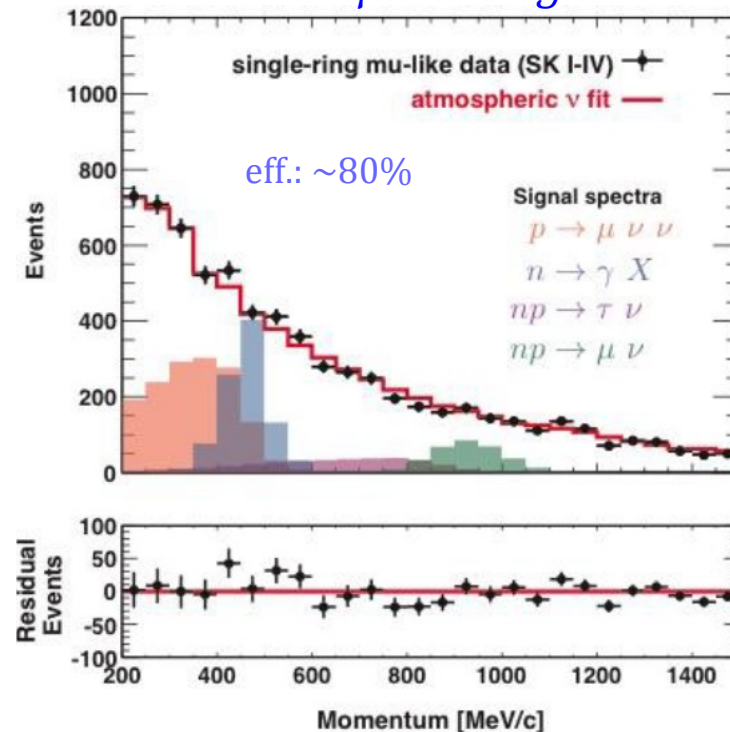 1200
1000
800
600
400
200
0
Events
single-ring mu-like data (SK I-IV)
atmospheric ν fit
eff.: ~80%
Signal spectra
p → μ ν ν
n → γ X
np → τ ν
np → μ ν
100
50
0
-50
-100
Residual
Events
200 400 600 800 1000 1200 1400
Momentum [MeV/c]